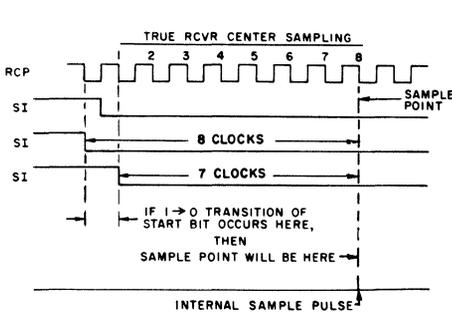 TRUE RCVR CENTER SAMPLING
2 3 4 5 6 7 8
RCP
SI
SAMPLE
POINT
SI
8 CLOCKS
SI
7 CLOCKS
IF 1→0 TRANSITION OF
START BIT OCCURS HERE,
THEN
SAMPLE POINT WILL BE HERE
INTERNAL SAMPLE PULSE